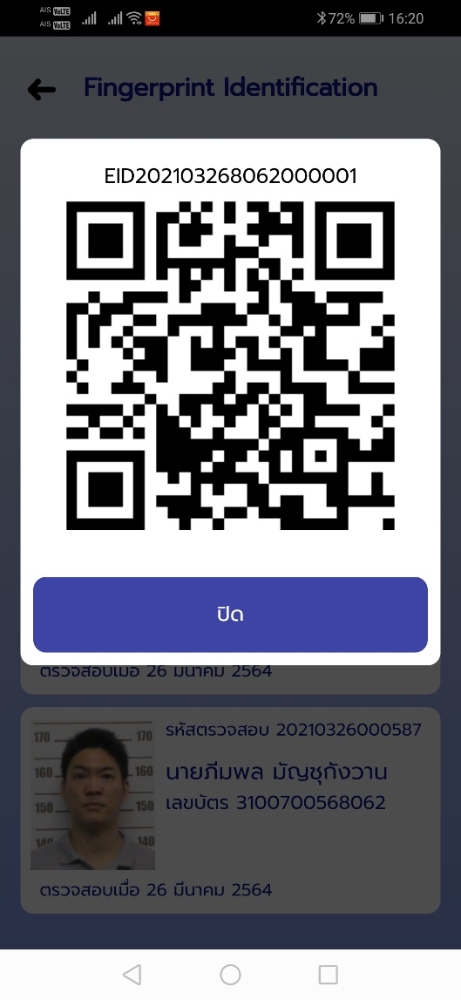 AIS VoLTE
AIS VoLTE
72% 16:20
Fingerprint Identification
EID202103268062000001
ปิด
ตรวจสอบเมื่อ 26 มีนาคม 2564
170 170
160 160
150 150
140 140
รหัสตรวจสอบ 20210326000587
นายภีมพล มัญชุกังวาน
เลขบัตร 3100700568062
ตรวจสอบเมื่อ 26 มีนาคม 2564